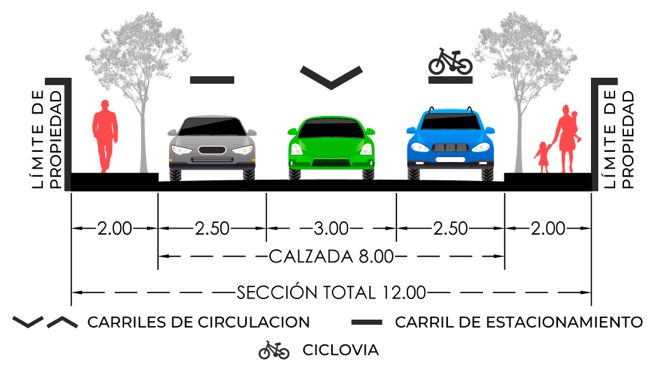 LÍMITE DE
PROPIEDAD
LÍMITE DE
PROPIEDAD
2.00 2.50 3.00 2.50 2.00
CALZADA 8.00
SECCIÓN TOTAL 12.00
CARRILES DE CIRCULACION CARRIL DE ESTACIONAMIENTO
CICLOVIA